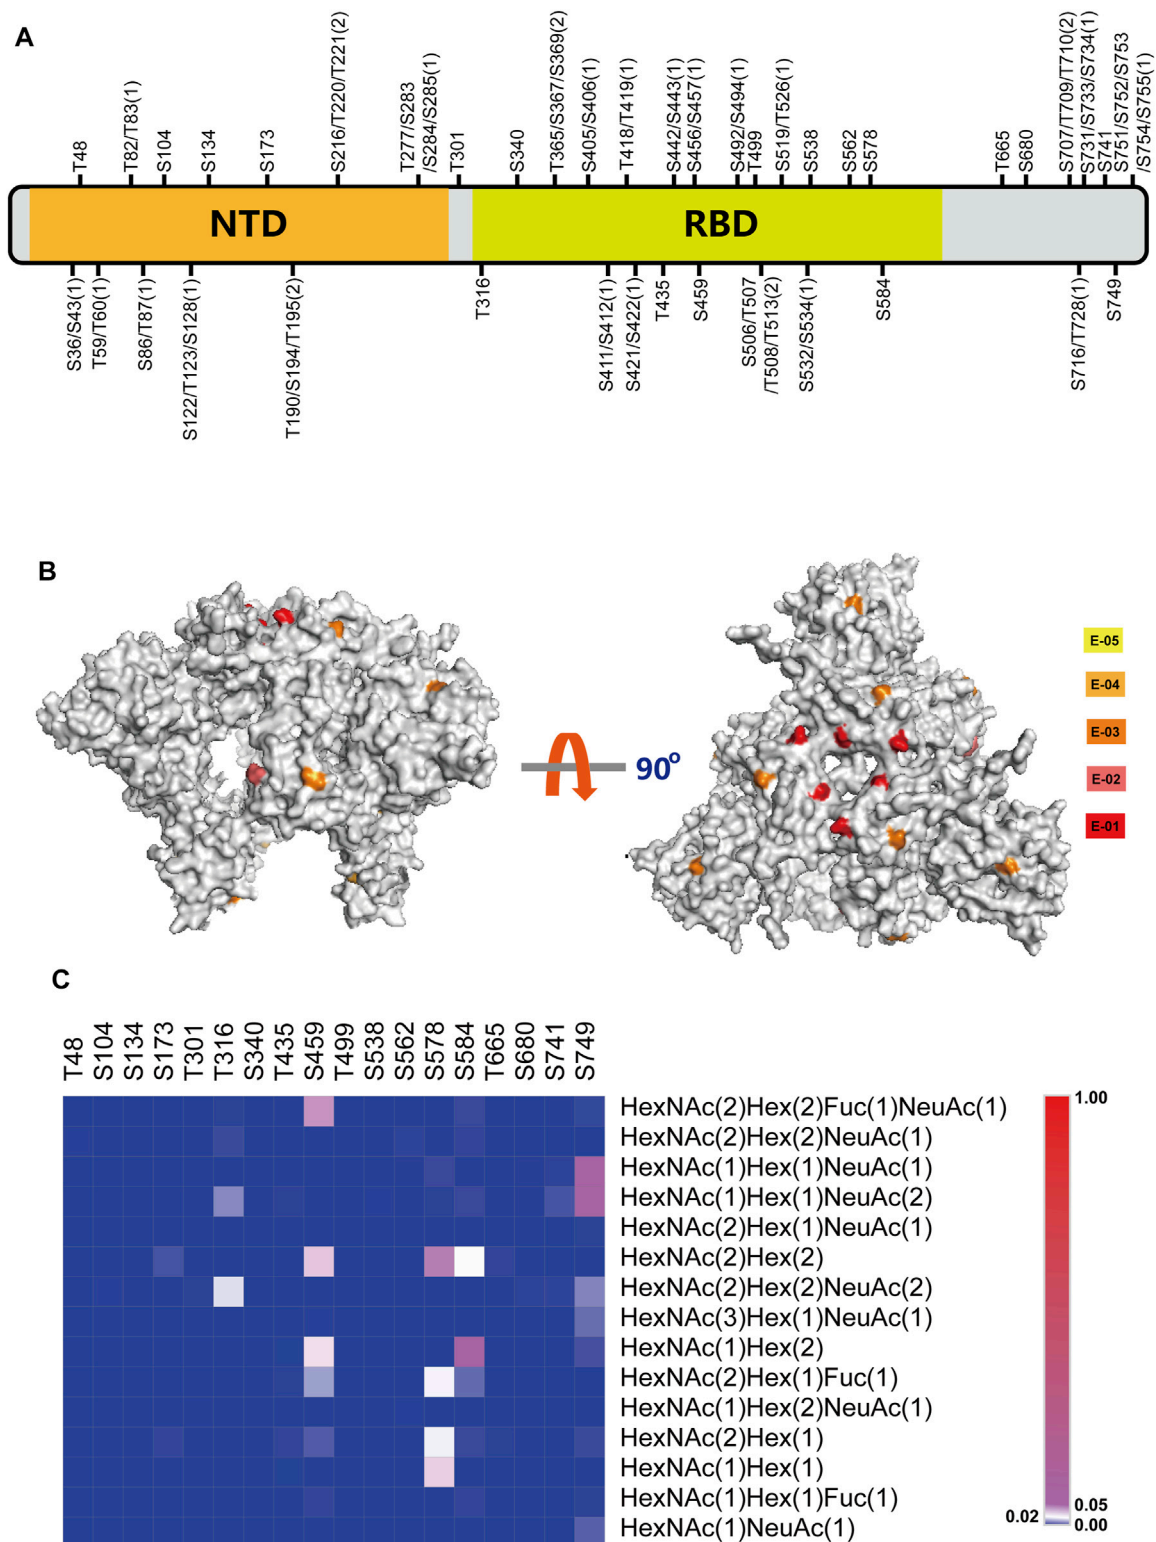 A
T48
T82/T83(1)
S104
S134
S173
S216/T220/T221(2)
T277/S283
/S284/S285(1)
T301
S340
T365/S367/S369(2)
S405/S406(1)
T418/T419(1)
S442/S443(1)
S456/S457(1)
S492/S494(1)
T499
S519/T526(1)
S538
S562
S578
T665
S680
S707/T709/T710(2)
S731/S733/S734(1)
S741
S751/S752/S753
/S754/S755(1)
NTD
RBD
S36/S43(1)
T59/T60(1)
S86/T87(1)
S122/T123/S128(1)
T190/S194/T195(2)
T316
S411/S412(1)
S421/S422(1)
T435
S459
S506/T507
/T508/T513(2)
S532/S534(1)
S584
S716/T728(1)
S749
B
90°
E-05
E-04
E-03
E-02
E-01
C
T48
S104
S134
S173
T301
T316
S340
T435
S459
T499
S538
S562
S578
S584
T665
S680
S741
S749
HexNAc(2)Hex(2)Fuc(1)NeuAc(1)
HexNAc(2)Hex(2)NeuAc(1)
HexNAc(1)Hex(1)NeuAc(1)
HexNAc(1)Hex(1)NeuAc(2)
HexNAc(2)Hex(1)NeuAc(1)
HexNAc(2)Hex(2)
HexNAc(2)Hex(2)NeuAc(2)
HexNAc(3)Hex(1)NeuAc(1)
HexNAc(1)Hex(2)
HexNAc(2)Hex(1)Fuc(1)
HexNAc(1)Hex(2)NeuAc(1)
HexNAc(2)Hex(1)
HexNAc(1)Hex(1)
HexNAc(1)Hex(1)Fuc(1)
HexNAc(1)NeuAc(1)
1.00
0.05
0.02
0.00